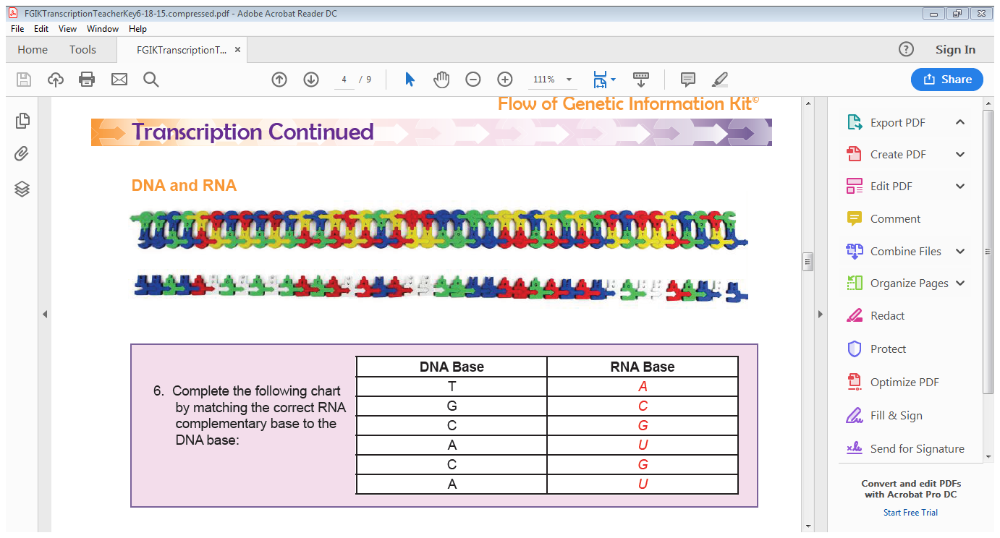 FGIKTranscriptionTeacherKey6-18-15.compressed.pdf - Adobe Acrobat Reader DC
File Edit View Window Help
Home Tools FGIKTranscriptionT... × ? Sign In
4 / 9 111% Share
Flow of Genetic Information Kit©
Transcription Continued
DNA and RNA
6. Complete the following chart
by matching the correct RNA
complementary base to the
DNA base:
DNA Base RNA Base
T A
G C
C G
A U
C G
A U
Export PDF
Create PDF
Edit PDF
Comment
Combine Files
Organize Pages
Redact
Protect
Optimize PDF
Fill & Sign
Send for Signature
Convert and edit PDFs
with Acrobat Pro DC
Start Free Trial